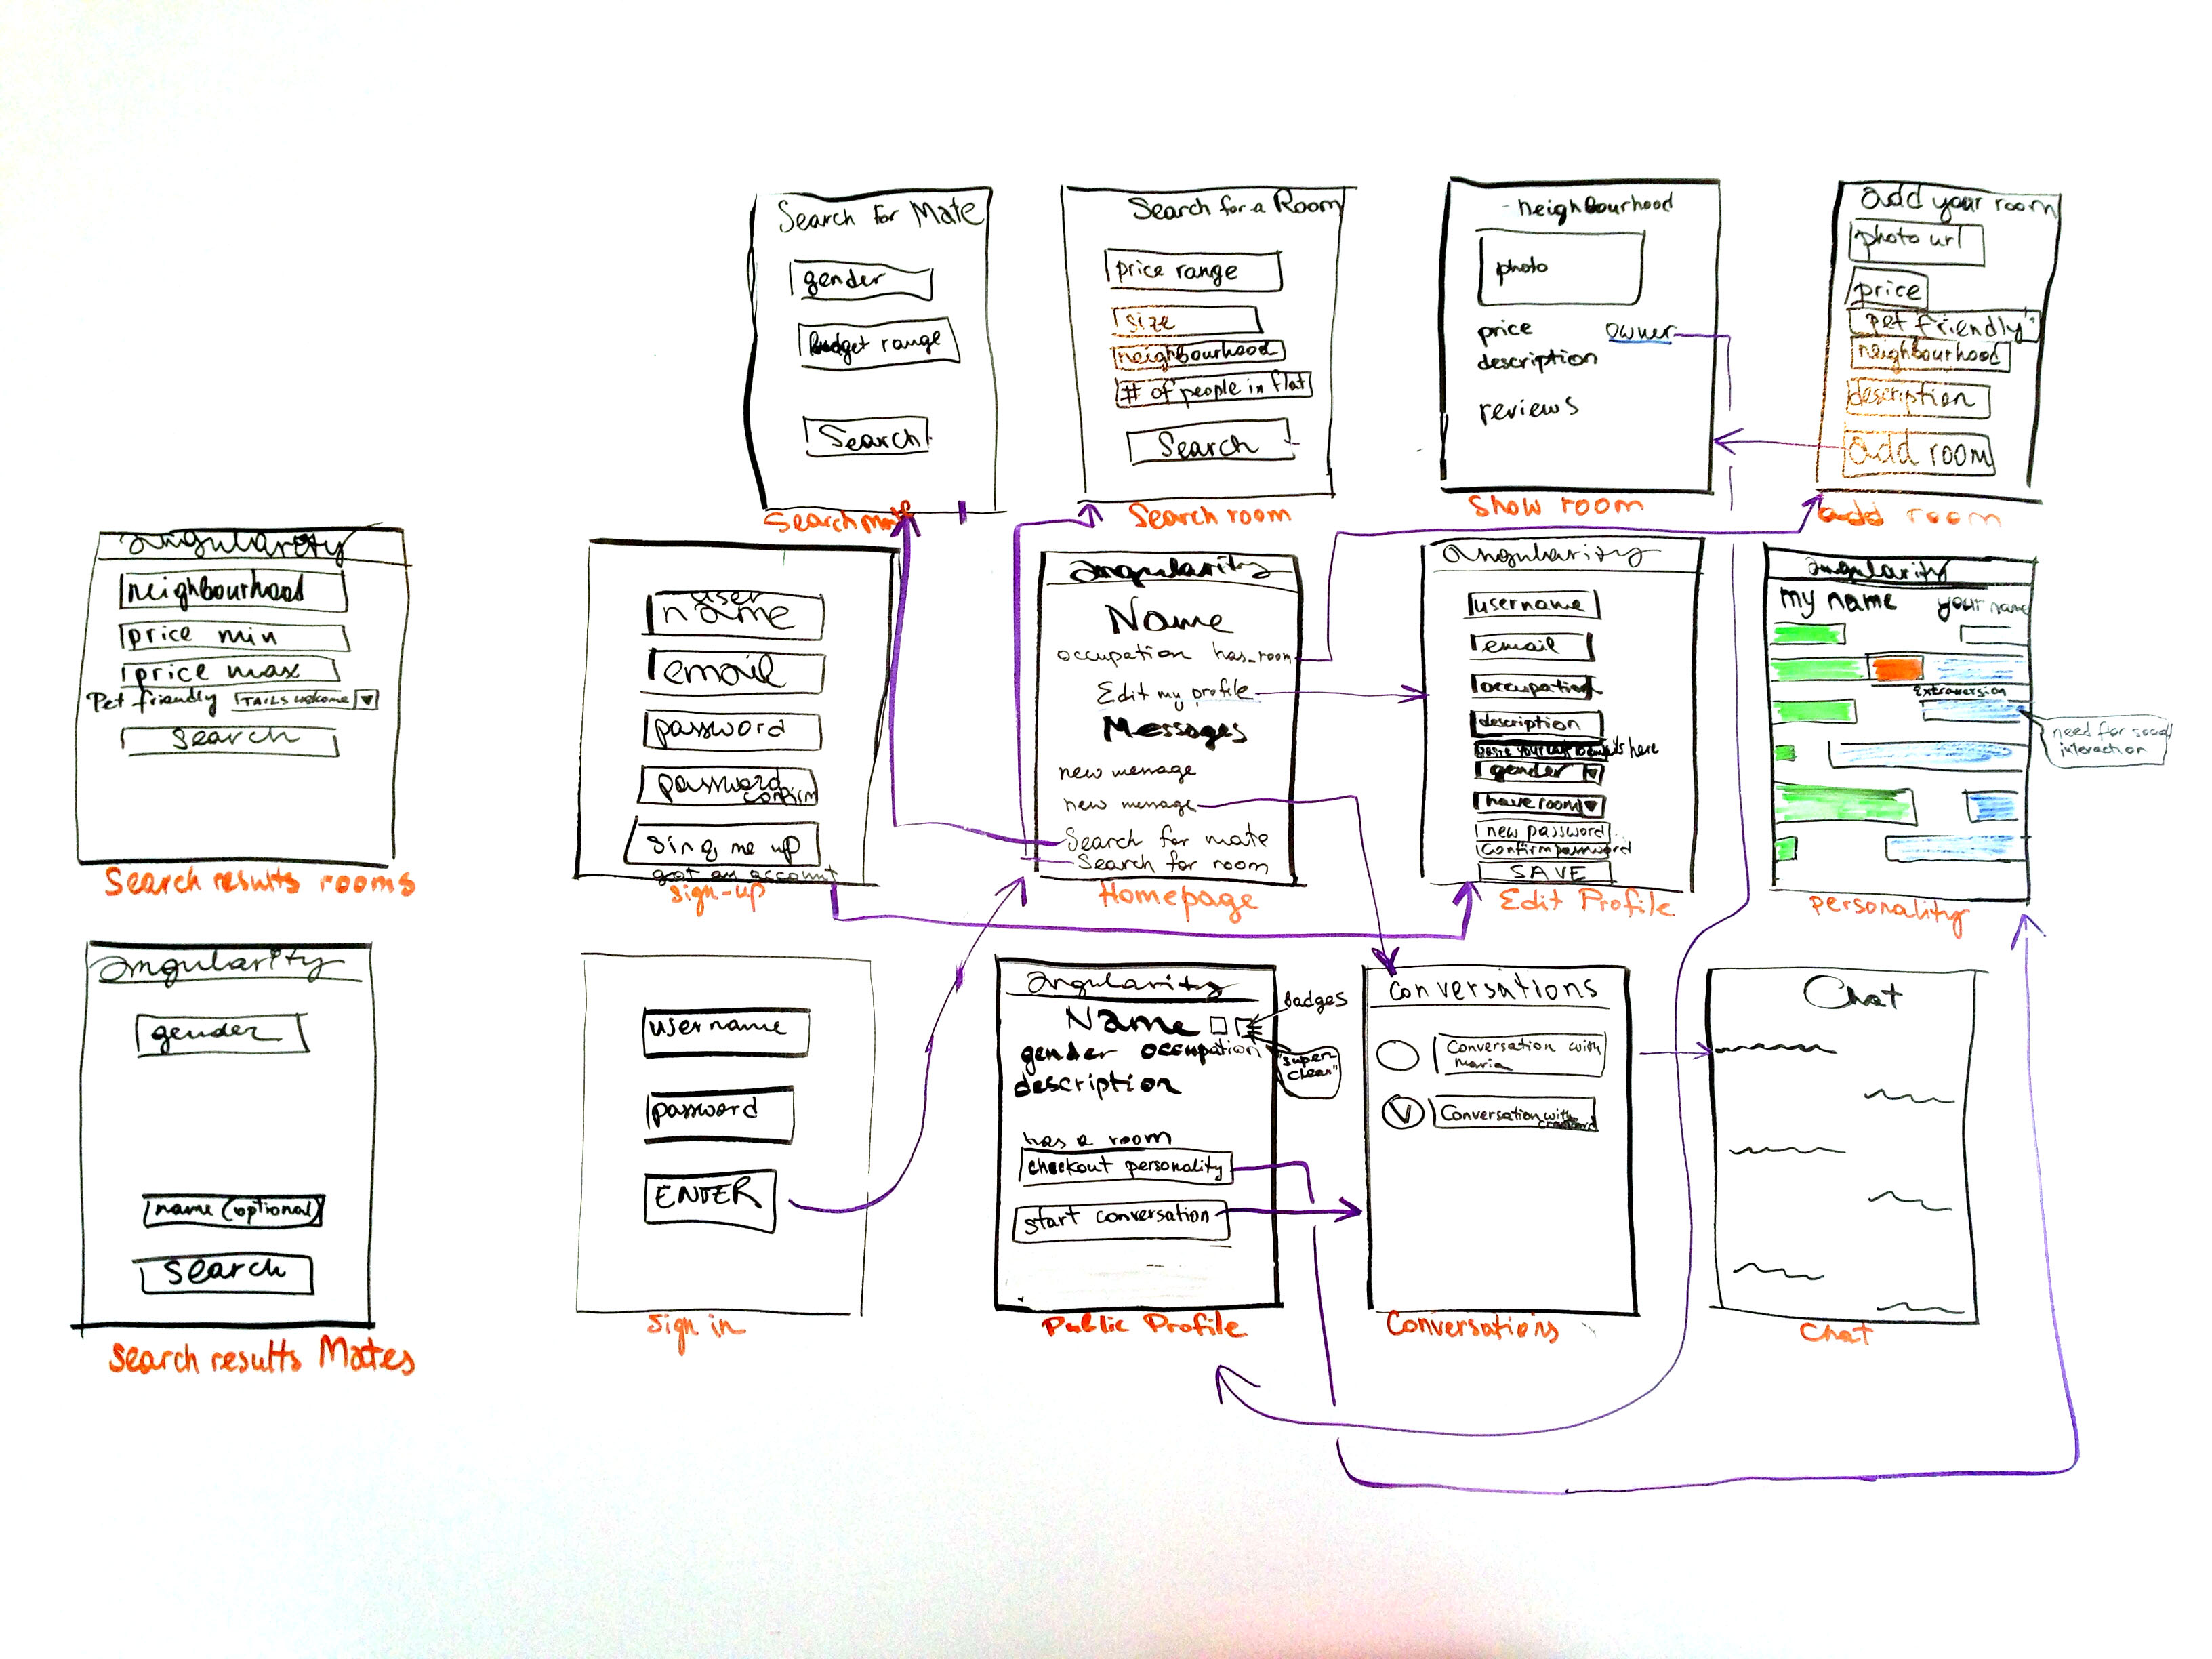 Search for Mate
gender
Budget range
Search
Search mate
Search for a Room
price range
size
neighbourhood
# of people in flat
Search
Search room
neighbourhood
photo
price
owner
description
reviews
Show room
add your room
photo url
price
"pet friendly"
neighbourhood
description
add room
add room
angularity
neighbourhood
price min
price max
Pet friendly
TAILS welcome
search
Search results rooms
user
name
email
password
password
confirm
sing me up
got an account
sign-up
angularity
Name
occupation has_room
Edit my profile
Messages
new message
new message
Search for mate
Search for room
Homepage
angularity
username
email
occupation
description
here
gender
have room
new password
confirm password
SAVE
Edit Profile
angularity
my name your name
Extraversion
need for social
interaction
personality
angularity
gender
name (optional)
search
Search results Mates
username
password
ENTER
Sign in
angularity
Name
Badges
gender occupation
"super
clean"
description
has a room
checkout personality
start conversation
Public Profile
Conversations
Conversation with
Maria
Conversation with
Conversations
Chat
Chat